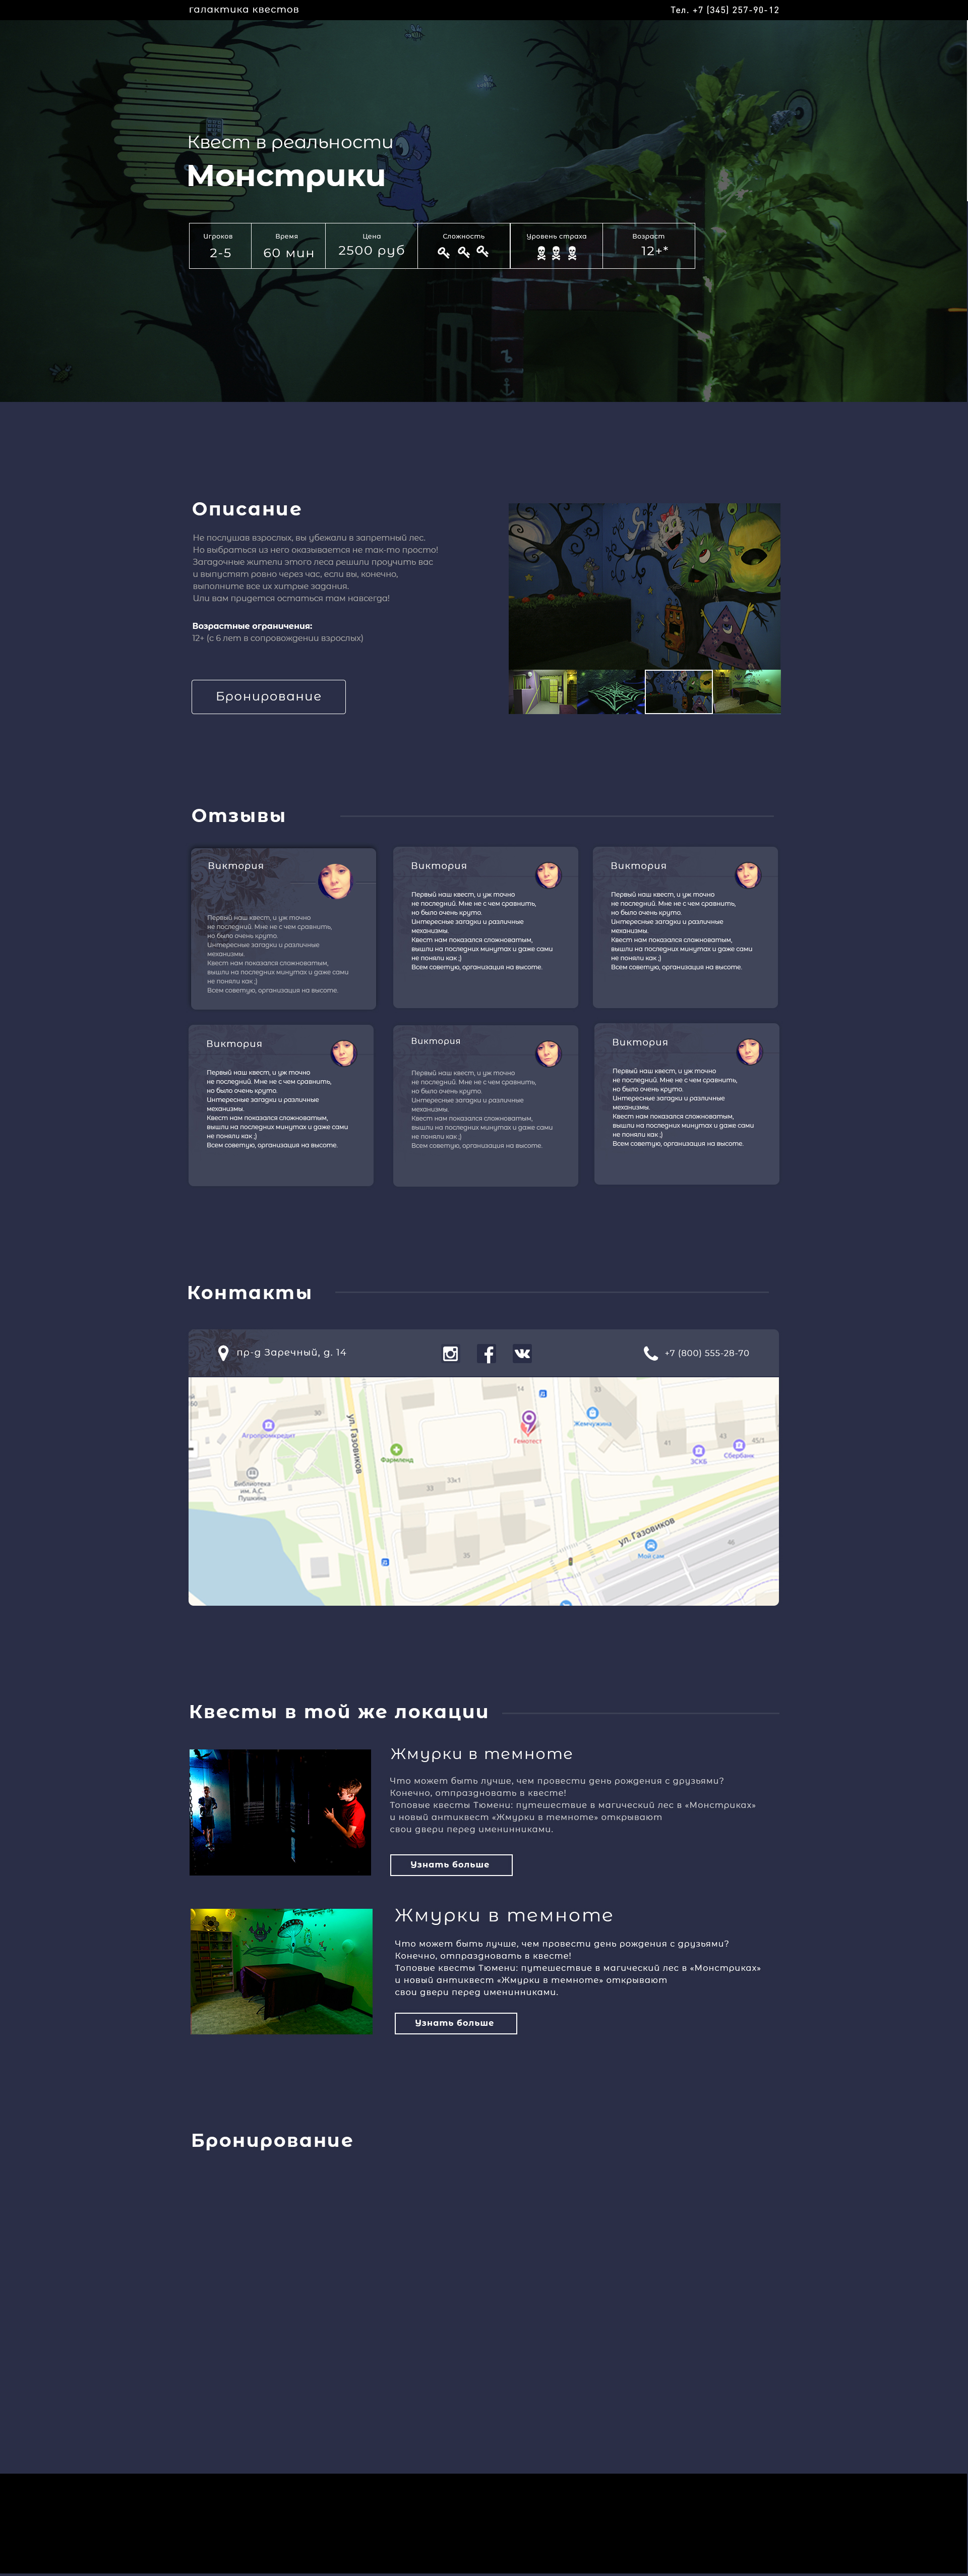 галактика квестов
Тел. +7 (345) 257-90-12
Квест в реальности
Монстрики
Игроков
2-5
Время
60 мин
Цена
2500 руб
Сложность
Уровень страха
Возраст
12+*
Описание
Не послушав взрослых, вы убежали в запретный лес.
Но выбраться из него оказывается не так-то просто!
Загадочные жители этого леса решили проучить вас
и выпустят ровно через час, если вы, конечно,
выполните все их хитрые задания.
Или вам придется остаться там навсегда!
Возрастные ограничения:
12+ (с 6 лет в сопровождении взрослых)
Бронирование
Отзывы
Виктория
Первый наш квест, и уж точно
не последний. Мне не с чем сравнить,
но было очень круто.
Интересные загадки и различные
механизмы.
Квест нам показался сложноватым,
вышли на последних минутах и даже сами
не поняли как ;)
Всем советую, организация на высоте.
Виктория
Первый наш квест, и уж точно
не последний. Мне не с чем сравнить,
но было очень круто.
Интересные загадки и различные
механизмы.
Квест нам показался сложноватым,
вышли на последних минутах и даже сами
не поняли как ;)
Всем советую, организация на высоте.
Виктория
Первый наш квест, и уж точно
не последний. Мне не с чем сравнить,
но было очень круто.
Интересные загадки и различные
механизмы.
Квест нам показался сложноватым,
вышли на последних минутах и даже сами
не поняли как ;)
Всем советую, организация на высоте.
Виктория
Первый наш квест, и уж точно
не последний. Мне не с чем сравнить,
но было очень круто.
Интересные загадки и различные
механизмы.
Квест нам показался сложноватым,
вышли на последних минутах и даже сами
не поняли как ;)
Всем советую, организация на высоте.
Виктория
Первый наш квест, и уж точно
не последний. Мне не с чем сравнить,
но было очень круто.
Интересные загадки и различные
механизмы.
Квест нам показался сложноватым,
вышли на последних минутах и даже сами
не поняли как ;)
Всем советую, организация на высоте.
Виктория
Первый наш квест, и уж точно
не последний. Мне не с чем сравнить,
но было очень круто.
Интересные загадки и различные
механизмы.
Квест нам показался сложноватым,
вышли на последних минутах и даже сами
не поняли как ;)
Всем советую, организация на высоте.
Контакты
пр-д Заречный, д. 14
+7 (800) 555-28-70
60
30
14
33
Агропромкредит
ул. Газовиков
Фармленд
Гемотест
Жемчужина
41
43
45/1
ЗСКБ
Сбербанк
Библиотека
им. А.С.
Пушкина
33к1
33
35
ул. Газовиков
Мой сам
46
Квесты в той же локации
Жмурки в темноте
Что может быть лучше, чем провести день рождения с друзьями?
Конечно, отпраздновать в квесте!
Топовые квесты Тюмени: путешествие в магический лес в «Монстриках»
и новый антиквест «Жмурки в темноте» открывают
свои двери перед именинниками.
Узнать больше
Жмурки в темноте
Что может быть лучше, чем провести день рождения с друзьями?
Конечно, отпраздновать в квесте!
Топовые квесты Тюмени: путешествие в магический лес в «Монстриках»
и новый антиквест «Жмурки в темноте» открывают
свои двери перед именинниками.
Узнать больше
Бронирование